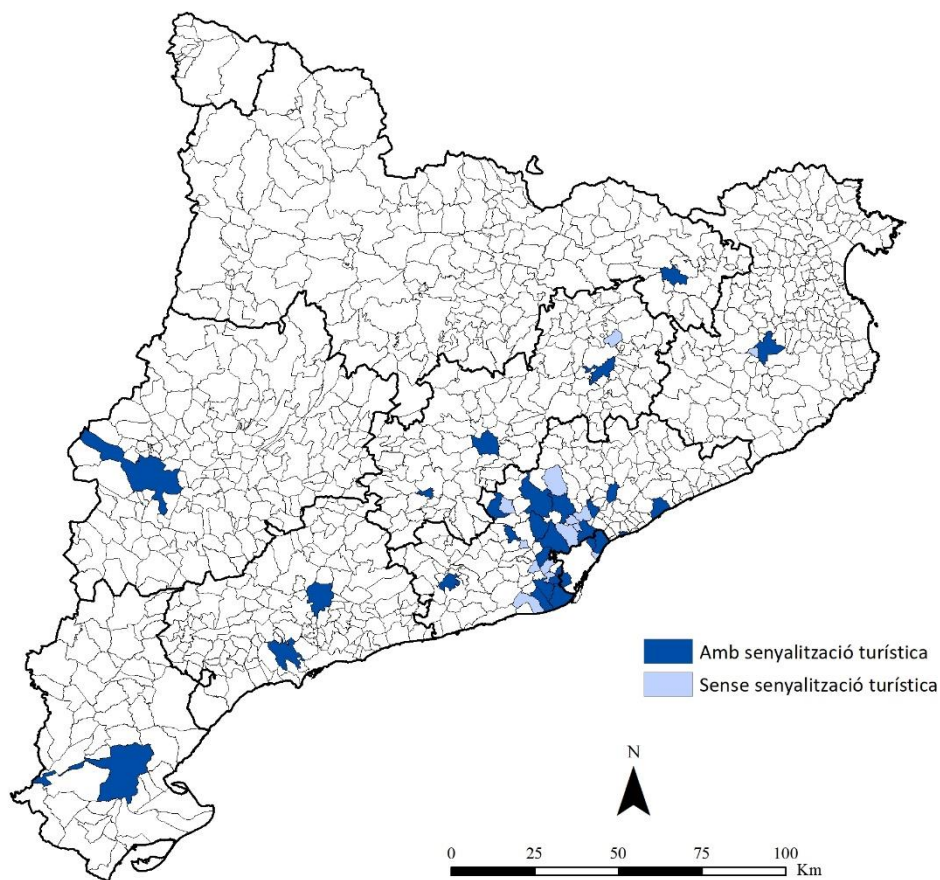 Amb senyalització turística
Sense senyalització turística
N
0 25 50 75 100
Km